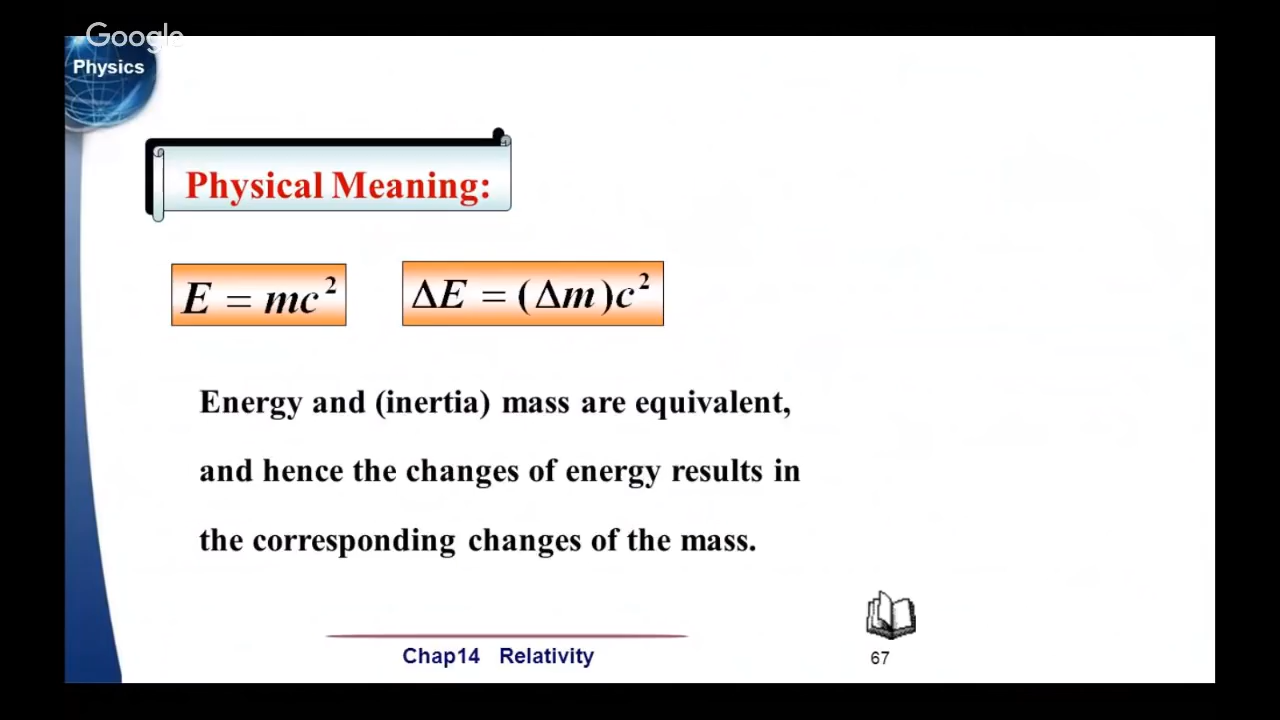 Google
Physics
Physical Meaning:
E = mc²
ΔE = (Δm)c²
Energy and (inertia) mass are equivalent,
and hence the changes of energy results in
the corresponding changes of the mass.
Chap14 Relativity
67